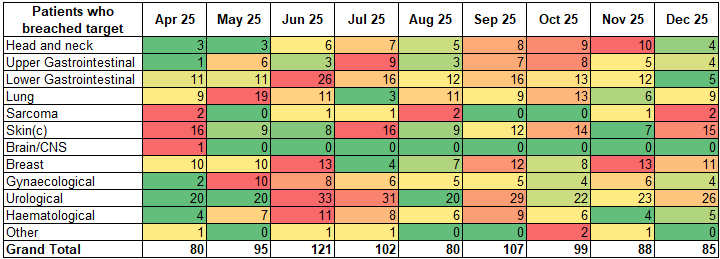 Patients who breached target Apr 25 May 25 Jun 25 Jul 25 Aug 25 Sep 25 Oct 25 Nov 25 Dec 25
Head and neck 3 3 6 7 5 8 9 10 4
Upper Gastrointestinal 1 6 3 9 3 7 8 5 4
Lower Gastrointestinal 11 11 26 16 12 16 13 12 5
Lung 9 19 11 3 11 9 13 6 9
Sarcoma 2 0 1 1 2 0 0 1 2
Skin(c) 16 9 8 16 9 12 14 7 15
Brain/CNS 1 0 0 0 0 0 0 0 0
Breast 10 10 13 4 7 12 8 13 11
Gynaecological 2 10 8 6 5 5 4 6 4
Urological 20 20 33 31 20 29 22 23 26
Haematological 4 7 11 8 6 9 6 4 5
Other 1 0 1 1 0 0 2 1 0
Grand Total 80 95 121 102 80 107 99 88 85